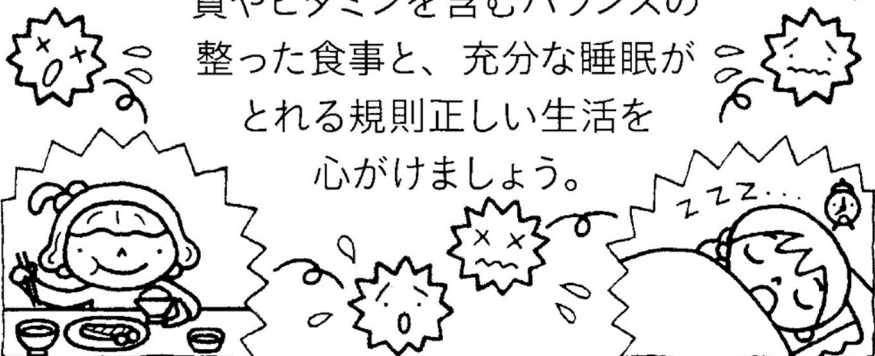 質やビタミンを含むバランスの
整った食事と、充分な睡眠が
とれる規則正しい生活を
心がけましょう。
ZZZ...